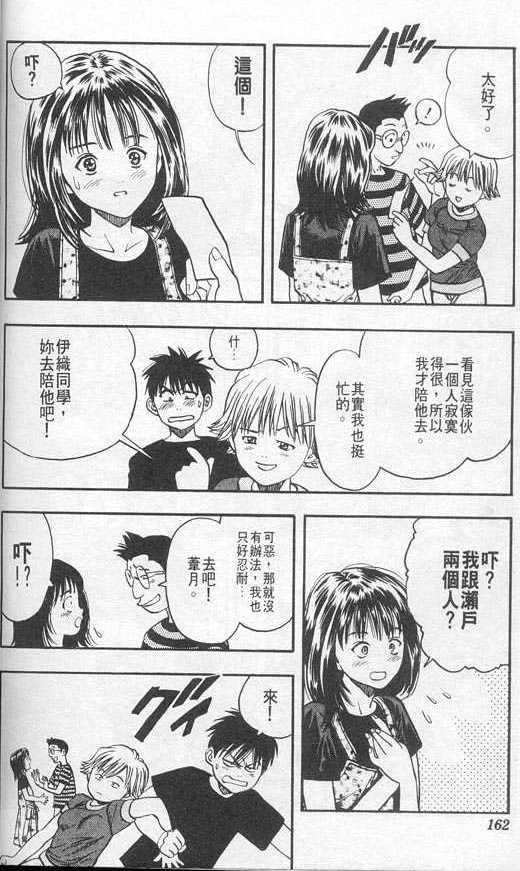 バッ
太好了。
！
這個！
吓？
看見這傢伙
一個人寂寞
得很，所以
我才陪他去。
其實我也挺
忙的。
什…
伊織同學，
妳去陪他吧！
吓？
我跟瀨戶
兩個人？
可惡，那就沒
有辦法，我也
只好忍耐…
去吧！
葦月。
吓!?
來！
グイ
162